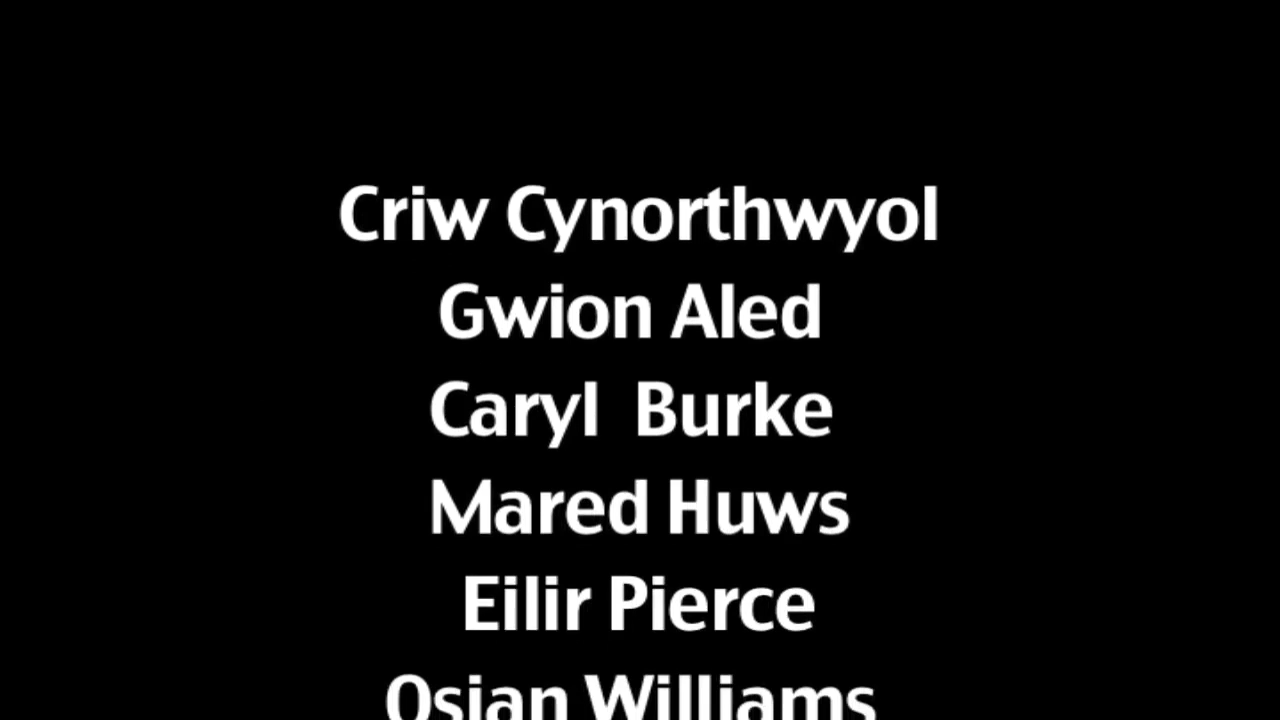 Criw Cynorthwyol
Gwion Aled
Caryl  Burke
Mared Huws
Eilir Pierce
Osian Williams